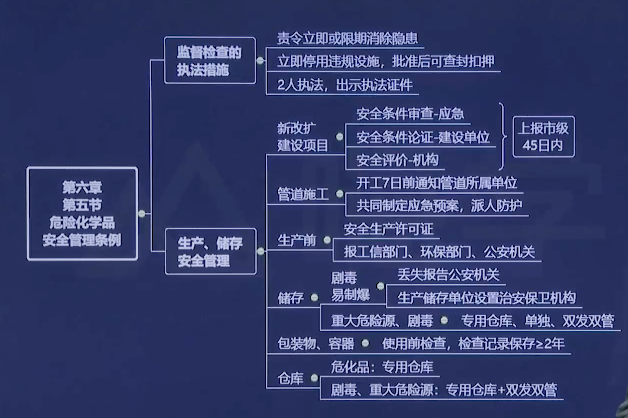 第六章
第五节
危险化学品
安全管理条例
监督检查的
执法措施
责令立即或限期消除隐患
立即停用违规设施，批准后可查封扣押
2人执法，出示执法证件
生产、储存
安全管理
新改扩
建设项目
安全条件审查-应急
安全条件论证-建设单位
安全评价-机构
上报市级
45日内
管道施工
开工7日前通知管道所属单位
共同制定应急预案，派人防护
生产前
安全生产许可证
报工信部门、环保部门、公安机关
储存
剧毒
易制爆
丢失报告公安机关
生产储存单位设置治安保卫机构
重大危险源、剧毒
专用仓库、单独、双发双管
包装物、容器
使用前检查，检查记录保存≥2年
仓库
危化品：专用仓库
剧毒、重大危险源：专用仓库+双发双管